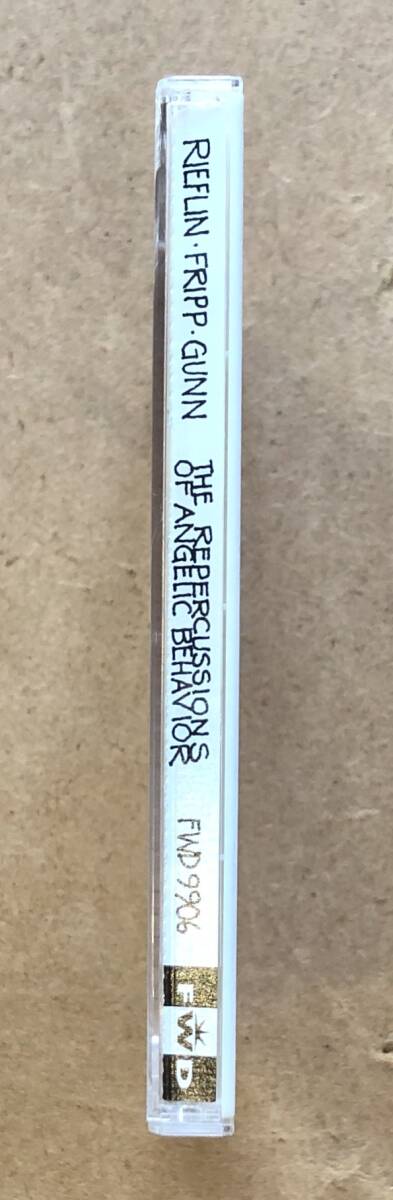 RIEFLIN · FRIPP · GUNN
THE REPERCUSSIONS
OF ANGELIC BEHAVIOR
FWD 9906
FWD